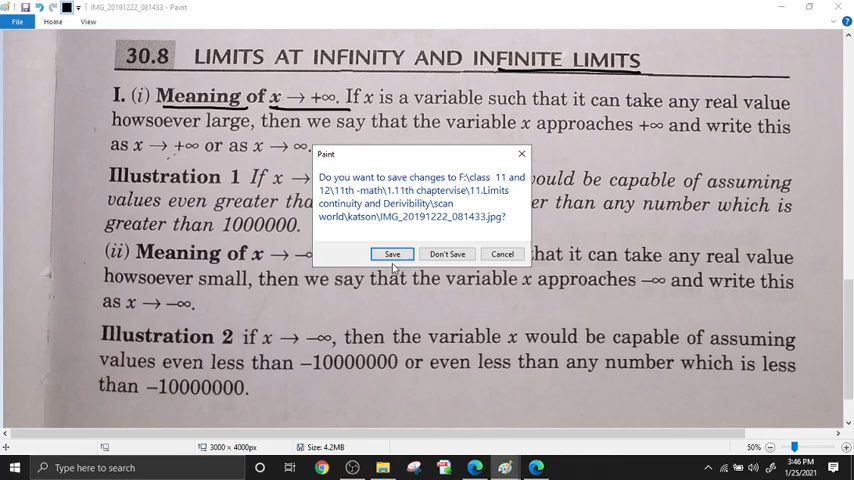 IMG_20191222_081433 - Paint
File Home View
30.8 LIMITS AT INFINITY AND INFINITE LIMITS
I. (i) Meaning of x → +∞. If x is a variable such that it can take any real value
howsoever large, then we say that the variable x approaches +∞ and write this
as x → +∞ or as x → ∞.
Illustration 1 If x →
would be capable of assuming
values even greater tha
er than any number which is
greater than 1000000.
(ii) Meaning of x → –∞
that it can take any real value
howsoever small, then we say that the variable x approaches –∞ and write this
as x → –∞.
Illustration 2 if x → –∞, then the variable x would be capable of assuming
values even less than –10000000 or even less than any number which is less
than –10000000.
Paint
Do you want to save changes to F:\class 11 and
12\11th -math\1.11th chaptervise\11.Limits
continuity and Derivibility\scan
world\katson\IMG_20191222_081433.jpg?
Save Don't Save Cancel
3000 × 4000px Size: 4.2MB 50%
Type here to search
3:46 PM
1/25/2021